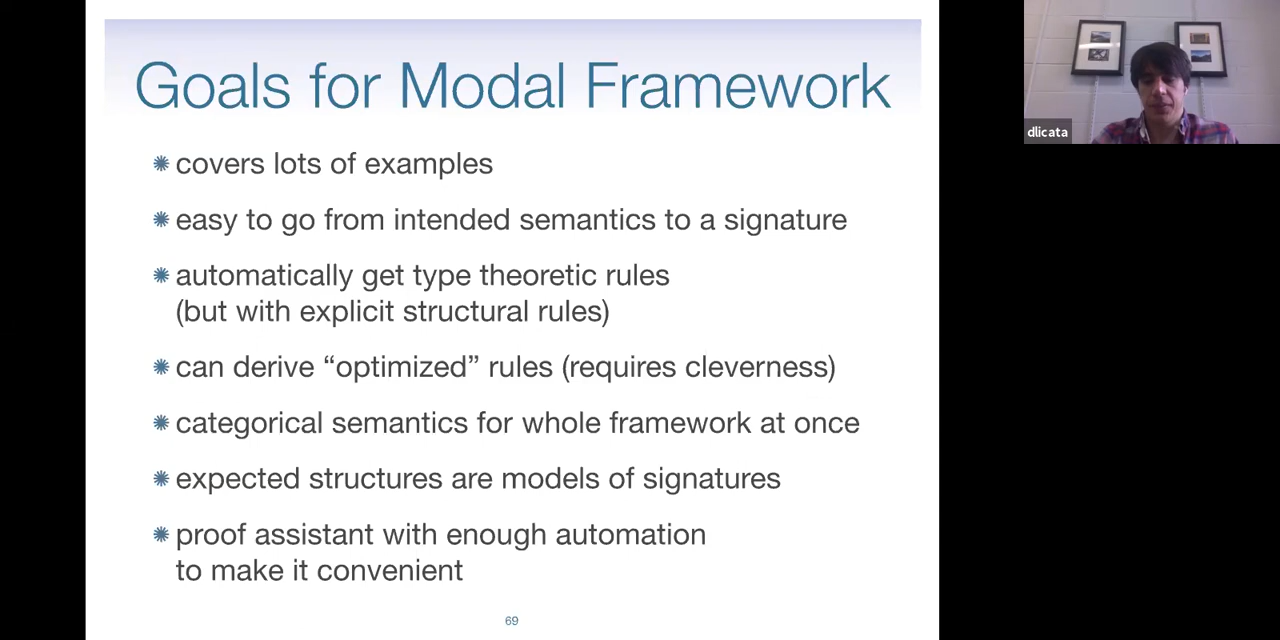 Goals for Modal Framework
covers lots of examples
easy to go from intended semantics to a signature
automatically get type theoretic rules
(but with explicit structural rules)
can derive “optimized” rules (requires cleverness)
categorical semantics for whole framework at once
expected structures are models of signatures
proof assistant with enough automation
to make it convenient
69
dlicata